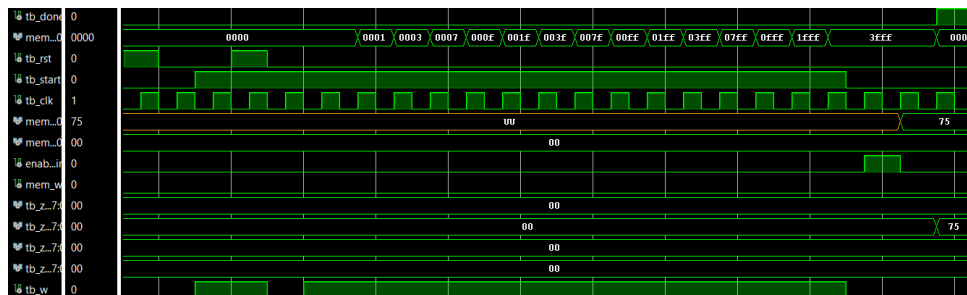 tb_done 0
mem...0 0000 0000 0001 0003 0007 000f 001f 003f 007f 00ff 01ff 03ff 07ff 0fff 1fff 3fff 000
tb_rst 0
tb_start 0
tb_clk 1
mem...0 75 UU 75
mem...0 00 00
enab...ir 0
mem_w 0
tb_z...7:0 00 00
tb_z...7:0 00 00 75
tb_z...7:0 00 00
tb_z...7:0 00 00
tb_w 0